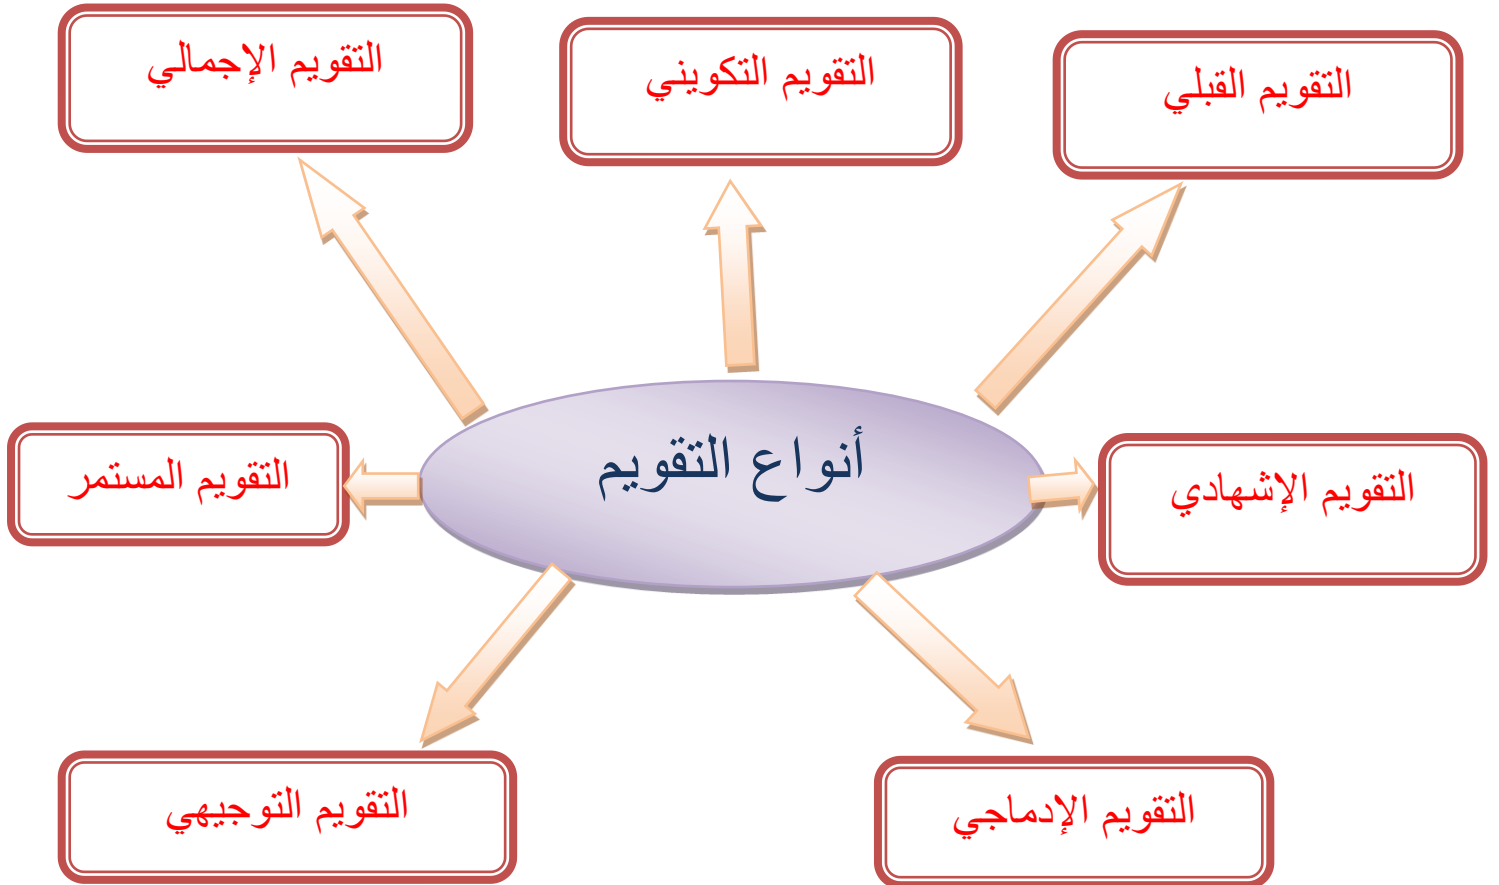 التقويم القبلي
التقويم التكويني
التقويم الإجمالي
أنواع التقويم
التقويم الإشهادي
التقويم المستمر
التقويم الإدماجي
التقويم التوجيهي